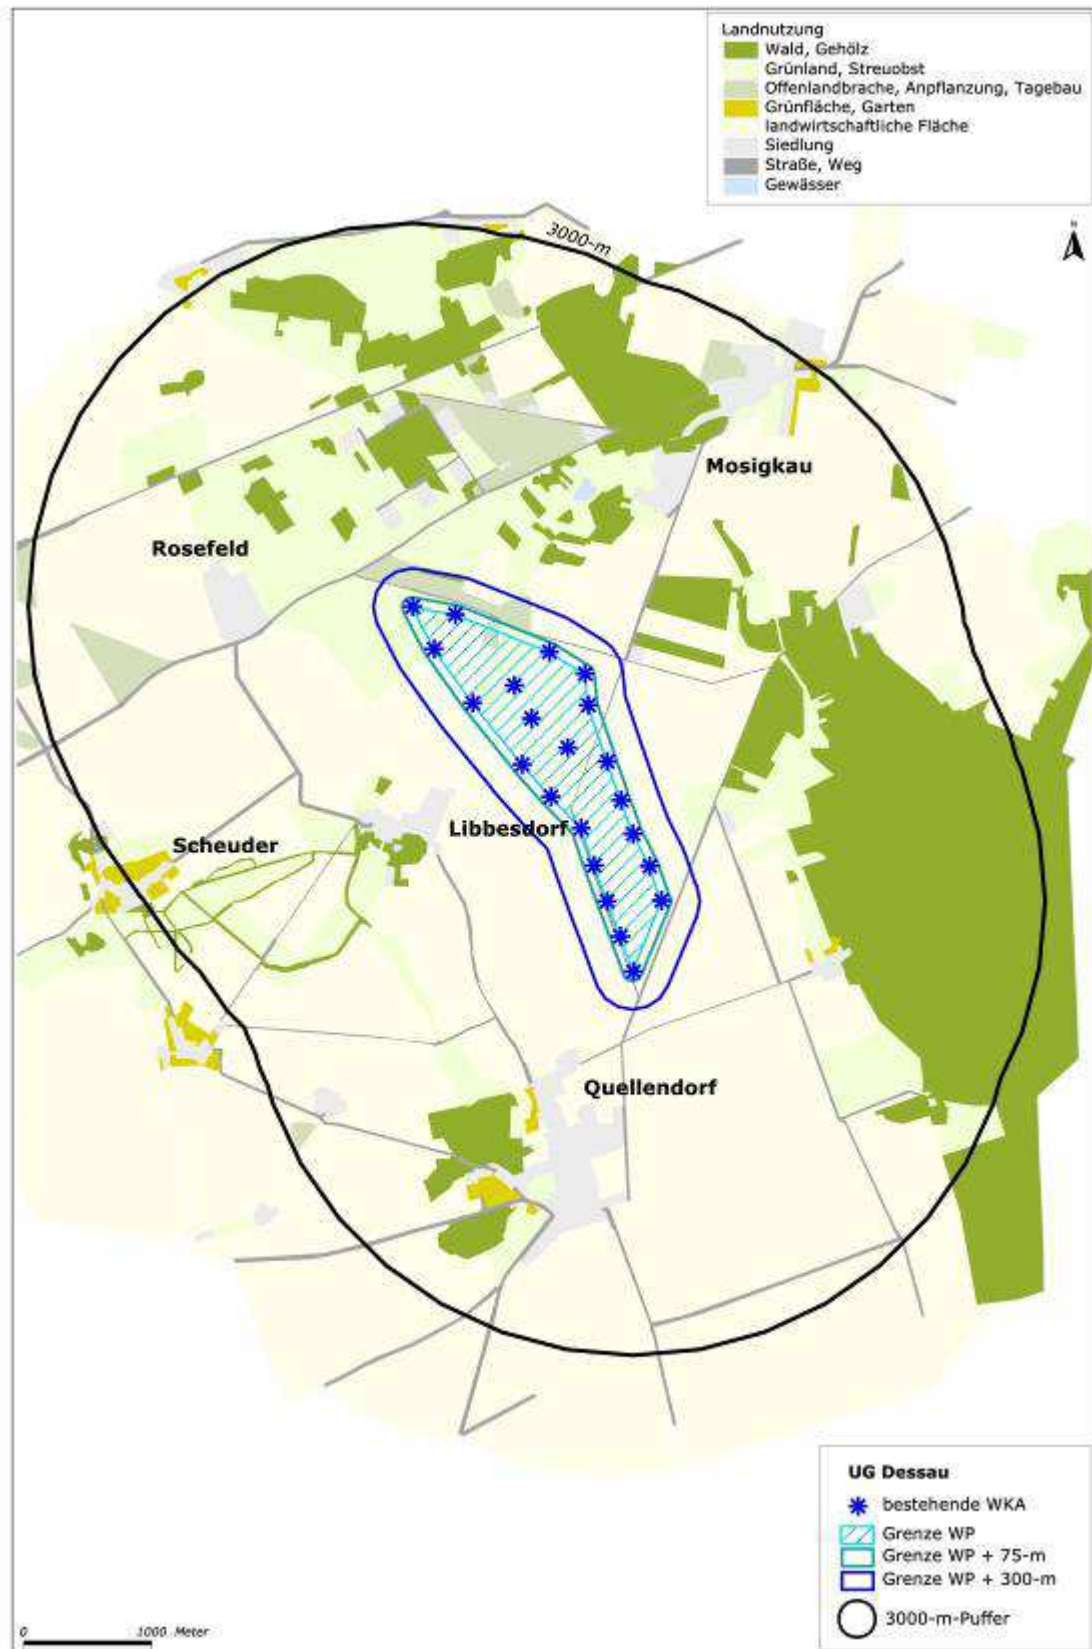 Landnutzung
Wald, Gehölz
Grünland, Streuobst
Offenlandbrache, Anpflanzung, Tagebau
Grünfläche, Garten
landwirtschaftliche Fläche
Siedlung
Straße, Weg
Gewässer
N
3000-m
Mosigkau
Rosefeld
Scheuder
Libbesdorf
Quellendorf
UG Dessau
bestehende WKA
Grenze WP
Grenze WP + 75-m
Grenze WP + 300-m
3000-m-Puffer
0 1000 Meter